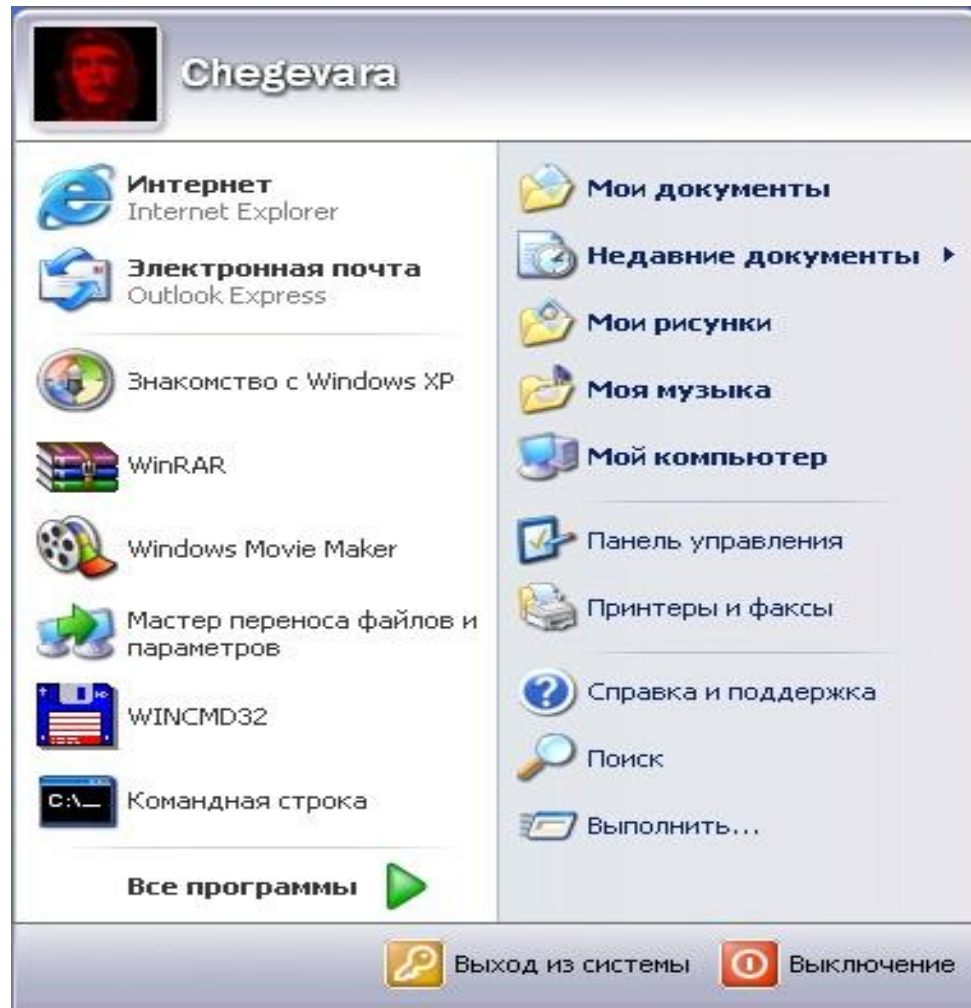 Chegevara
Интернет
Internet Explorer
Электронная почта
Outlook Express
Знакомство с Windows XP
WinRAR
Windows Movie Maker
Мастер переноса файлов и
параметров
WINCMD32
C:\_
Командная строка
Все программы
Мои документы
Недавние документы
Мои рисунки
Моя музыка
Мой компьютер
Панель управления
Принтеры и факсы
Справка и поддержка
Поиск
Выполнить...
Выход из системы
Выключение